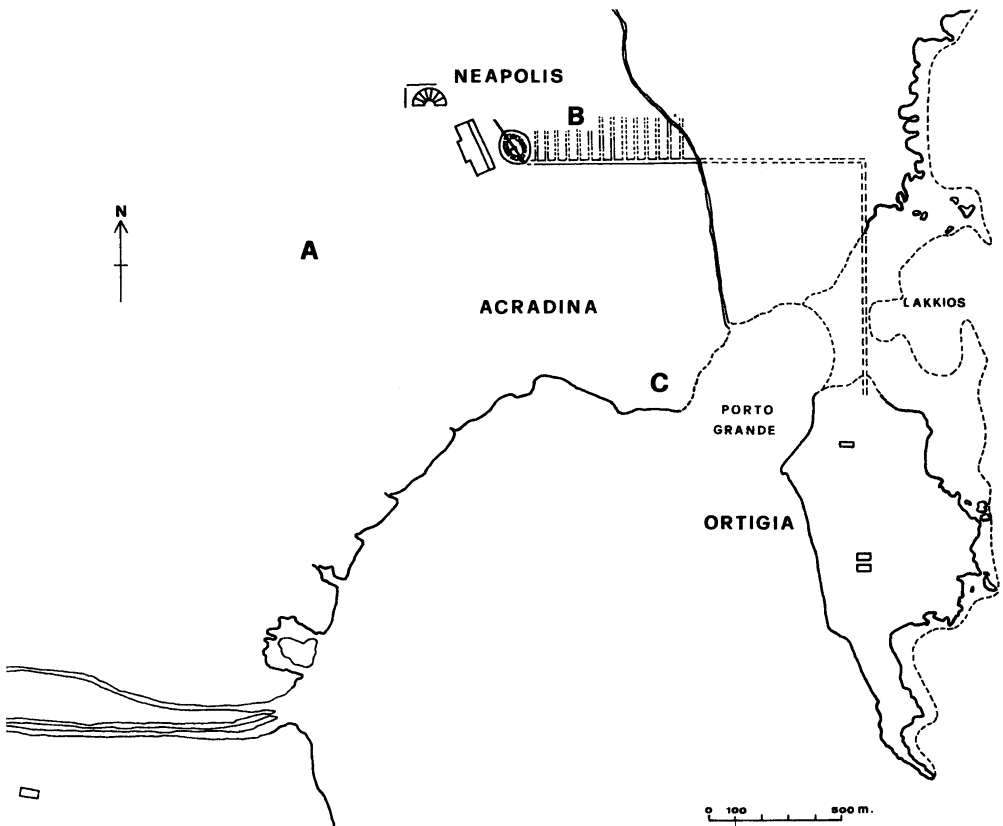 NEAPOLIS
B
N
A
LAKKIOS
ACRADINA
C
PORTO
GRANDE
ORTIGIA
0 100 500 m.